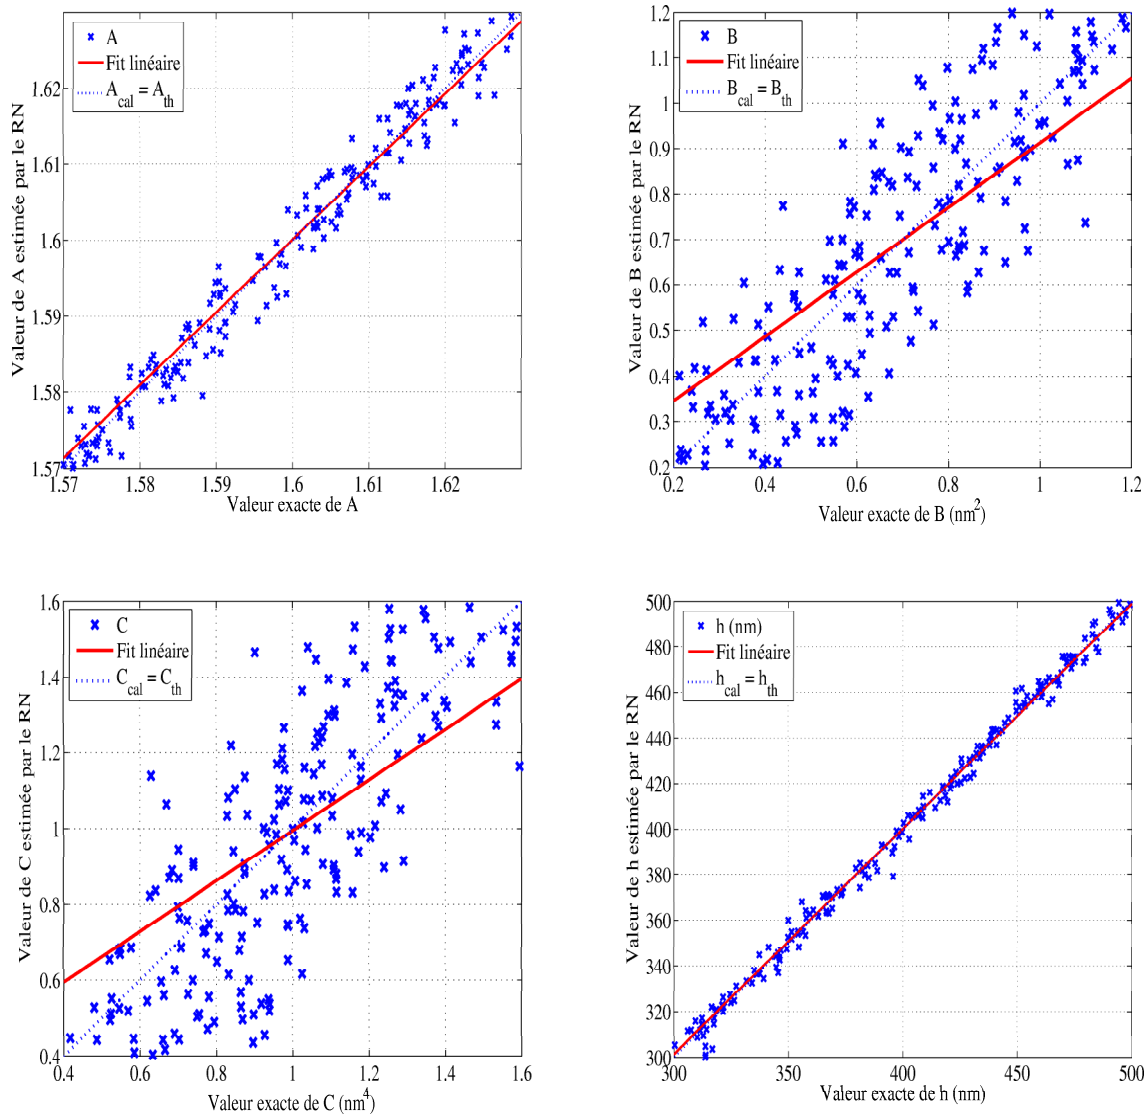 A
Fit linéaire
A_cal = A_th
1.62
1.61
1.6
1.59
1.58
1.57
1.57 1.58 1.59 1.6 1.61 1.62
Valeur exacte de A
Valeur de A estimée par le RN
B
Fit linéaire
B_cal = B_th
1.2
1.1
1
0.9
0.8
0.7
0.6
0.5
0.4
0.3
0.2
0.2 0.4 0.6 0.8 1 1.2
Valeur exacte de B (nm²)
Valeur de B estimée par le RN
C
Fit linéaire
C_cal = C_th
1.6
1.4
1.2
1
0.8
0.6
0.4
0.4 0.6 0.8 1 1.2 1.4 1.6
Valeur exacte de C (nm⁴)
Valeur de C estimée par le RN
h (nm)
Fit linéaire
h_cal = h_th
500
480
460
440
420
400
380
360
340
320
300
300 350 400 450 500
Valeur exacte de h (nm)
Valeur de h estimée par le RN